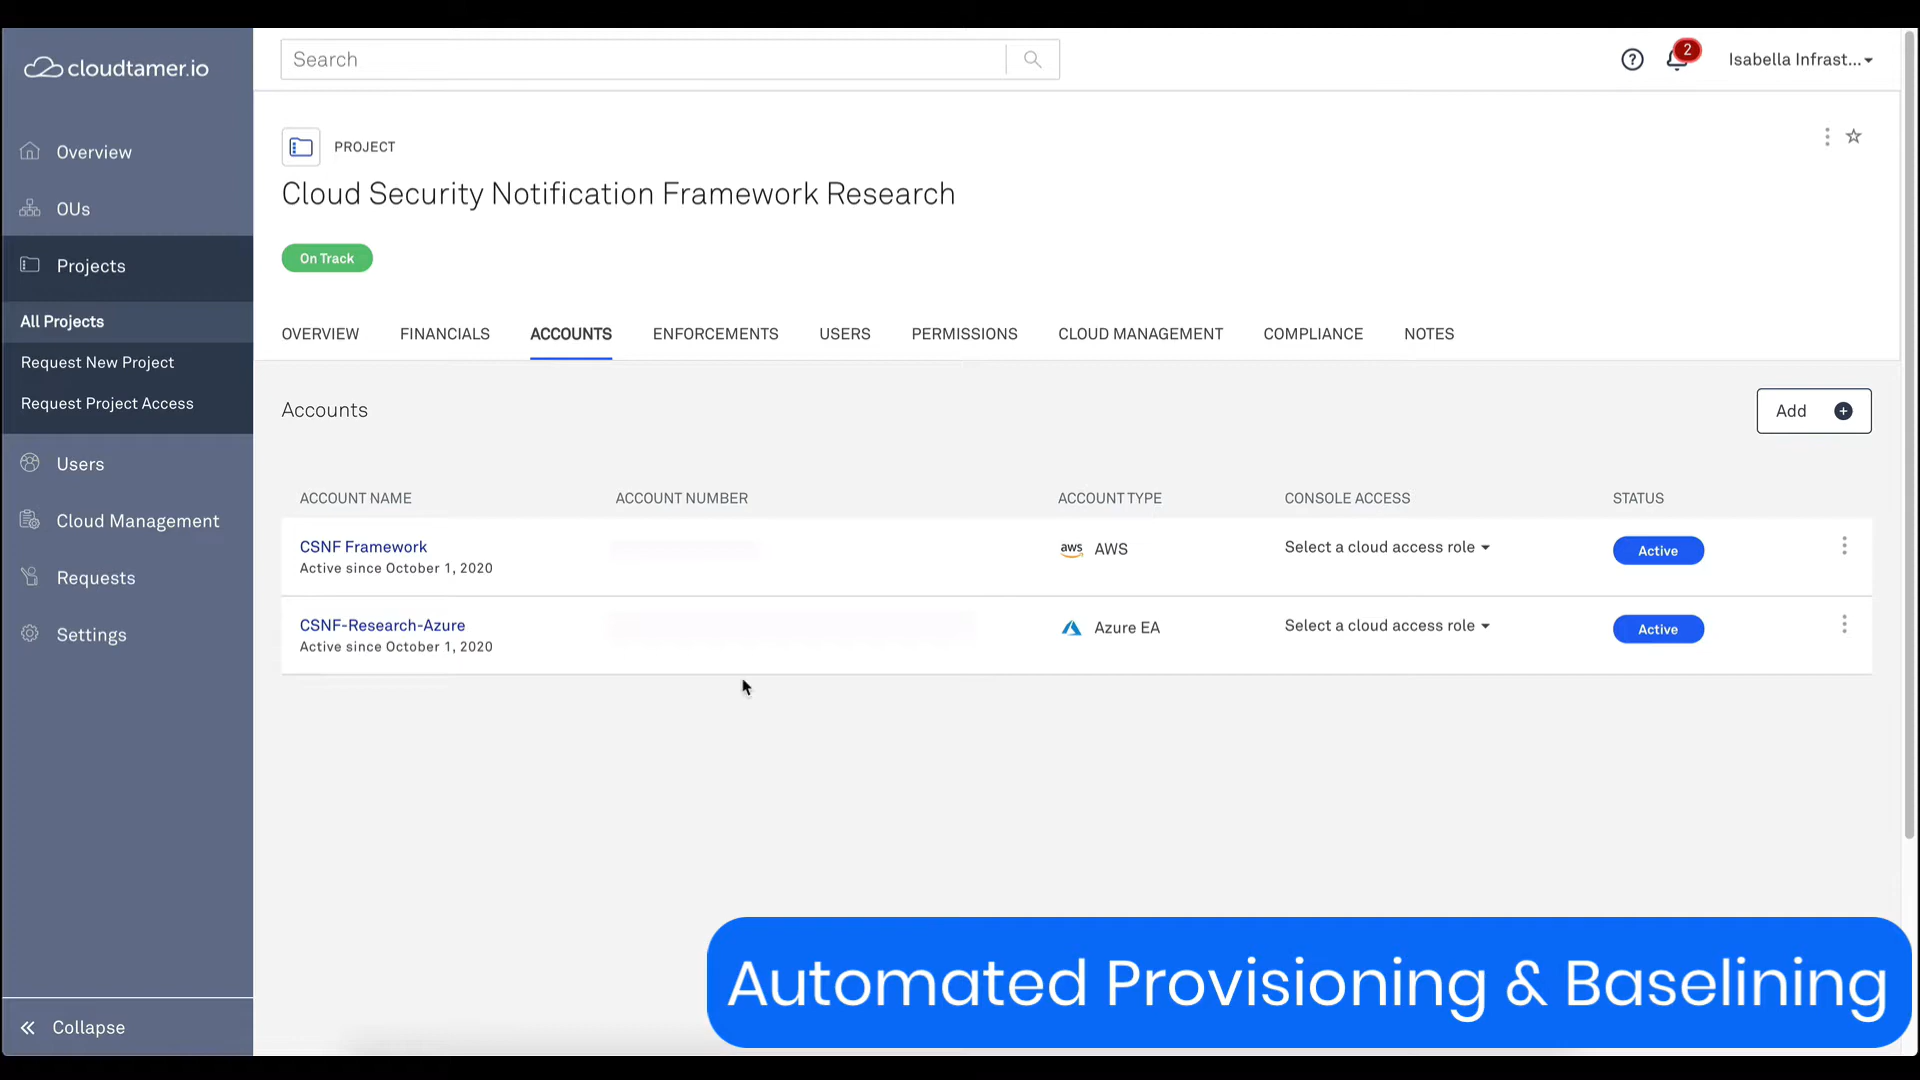 cloudtamer.io
Search
?
2
Isabella Infrast...
Overview
OUs
Projects
All Projects
Request New Project
Request Project Access
Users
Cloud Management
Requests
Settings
Collapse
PROJECT
Cloud Security Notification Framework Research
On Track
OVERVIEW FINANCIALS ACCOUNTS ENFORCEMENTS USERS PERMISSIONS CLOUD MANAGEMENT COMPLIANCE NOTES
Accounts
Add
ACCOUNT NAME ACCOUNT NUMBER ACCOUNT TYPE CONSOLE ACCESS STATUS
CSNF Framework
Active since October 1, 2020
aws AWS
Select a cloud access role
Active
CSNF-Research-Azure
Active since October 1, 2020
Azure EA
Select a cloud access role
Active
Automated Provisioning & Baselining